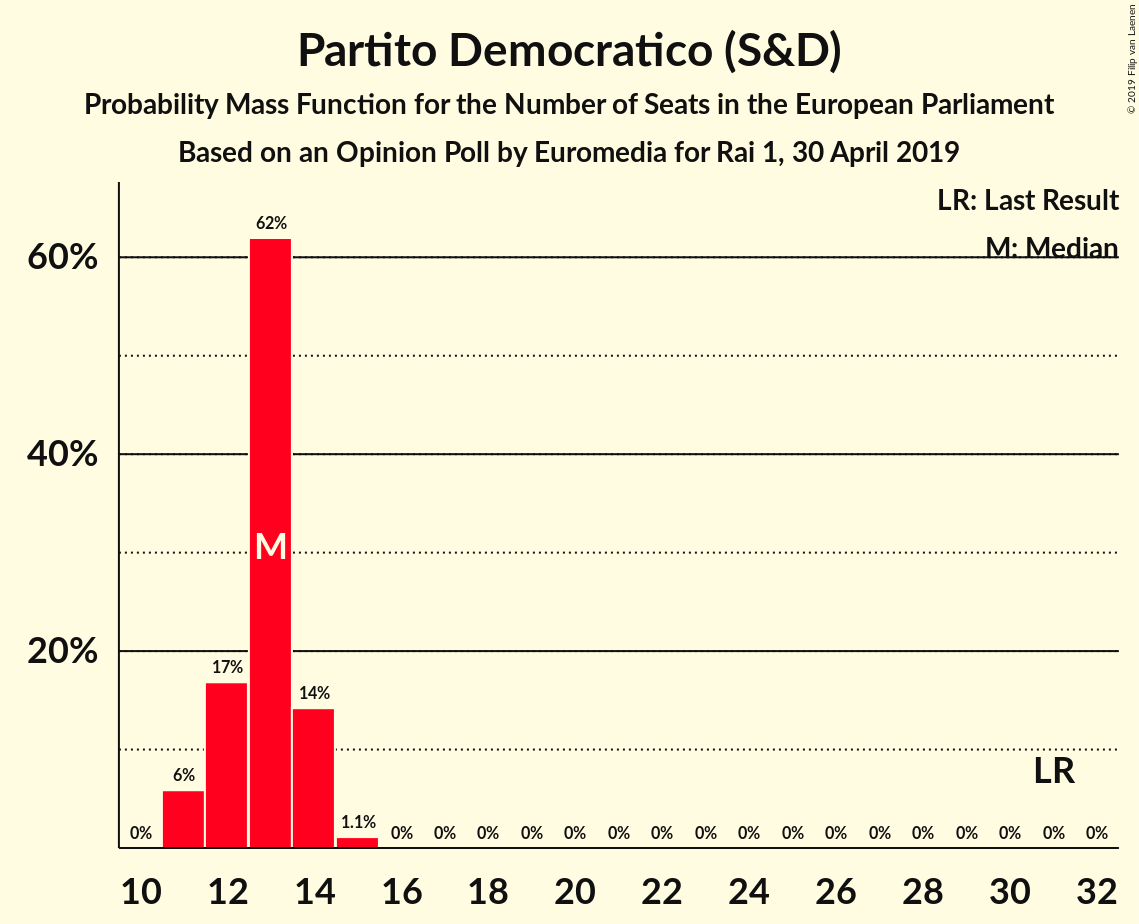 Partito Democratico (S&D)
Probability Mass Function for the Number of Seats in the European Parliament
Based on an Opinion Poll by Euromedia for Rai 1, 30 April 2019
© 2019 Filip van Laenen
LR: Last Result
M: Median
60%
40%
20%
0% 6% 17% 62% 14% 1.1% 0% 0% 0% 0% 0% 0% 0% 0% 0% 0% 0% 0% 0% 0% 0% 0% 0%
M
LR
10 12 14 16 18 20 22 24 26 28 30 32